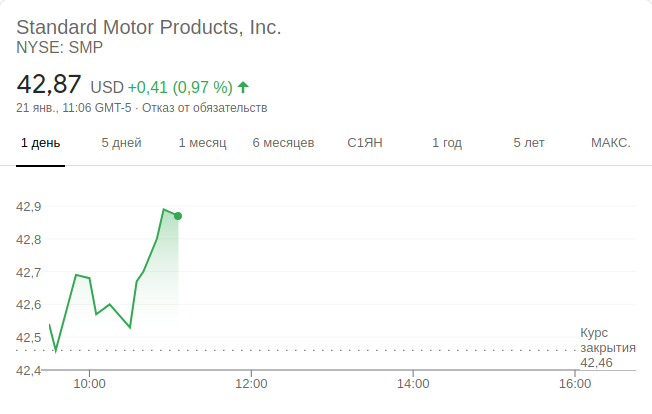 Standard Motor Products, Inc.
NYSE: SMP
42,87 USD +0,41 (0,97 %)
21 янв., 11:06 GMT-5 · Отказ от обязательств
1 день 5 дней 1 месяц 6 месяцев С1ЯН 1 год 5 лет МАКС.
42,9
42,8
42,7
42,6
42,5
42,4
Курс
закрытия
42,46
10:00 12:00 14:00 16:00